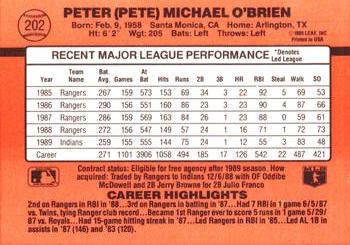 202
PETER (PETE) MICHAEL O'BRIEN
Born: Feb. 9, 1958 Santa Monica, CA Home: Arlington, TX
Ht: 6' 2" Wgt: 205 Bats: Left Throws: Left
© 1989 LEAF, INC.
Printed in USA
RECENT MAJOR LEAGUE PERFORMANCE
*Denotes Led League
Year Team Name Bat. Avg. G AB R H 2B 3B HR RBI Steal Walk SO
1985 Rangers .267 159 573 69 153 34 3 22 92 5 69 53
1986 Rangers .290 156 551 86 160 23 3 23 90 4 87 66
1987 Rangers .286 159 569 84 163 26 1 23 88 0 59 61
1988 Rangers .272 156 547 57 149 24 1 16 71 1 72 73
1989 Indians .260 155 554 75 144 24 1 12 55 3 83 48
Career .271 1101 3906 494 1058 185 17 126 542 22 487 421
Contract status: Eligible for free agency after 1989 season. How
acquired: Traded by Rangers to Indians 12/6/88 with OF Oddibe
McDowell and 2B Jerry Browne for 2B Julio Franco
CAREER HIGHLIGHTS
2nd on Rangers in RBI in '88...3rd on Rangers in batting in '87...Had 7 RBI in 1 game 6/5/87
vs. Twins, tying Ranger club record...Became 1st Ranger ever to score 5 runs in 1 game 5/29/
87 vs. Royals...Had 15-game hitting streak in '87...Led Rangers in RBI in '85...Led AL 1B in
assists in '87 (146) & '83 (120).